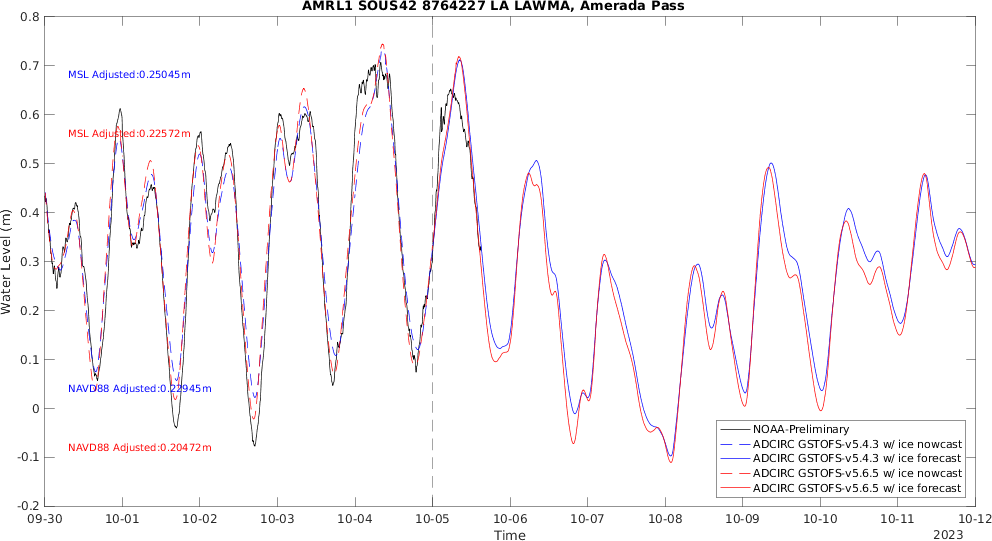 AMRL1 SOUS42 8764227 LA LAWMA, Amerada Pass
0.8
0.7
0.6
0.5
0.4
0.3
0.2
0.1
0
-0.1
-0.2
Water Level (m)
MSL Adjusted:0.25045m
MSL Adjusted:0.22572m
NAVD88 Adjusted:0.22945m
NAVD88 Adjusted:0.20472m
NOAA-Preliminary
ADCIRC GSTOFS-v5.4.3 w/ ice nowcast
ADCIRC GSTOFS-v5.4.3 w/ ice forecast
ADCIRC GSTOFS-v5.6.5 w/ ice nowcast
ADCIRC GSTOFS-v5.6.5 w/ ice forecast
09-30 10-01 10-02 10-03 10-04 10-05 10-06 10-07 10-08 10-09 10-10 10-11 10-12
Time
2023